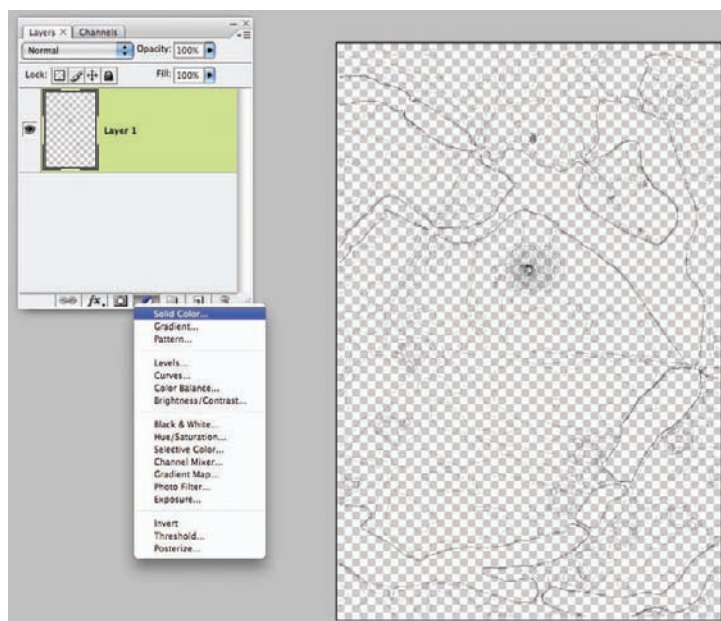 Layers × Channels
Normal Opacity: 100%
Lock: Fill: 100%
Layer 1
fx.
Solid Color...
Gradient...
Pattern...
Levels...
Curves...
Color Balance...
Brightness/Contrast...
Black & White...
Hue/Saturation...
Selective Color...
Channel Mixer...
Gradient Map...
Photo Filter...
Exposure...
Invert
Threshold...
Posterize...